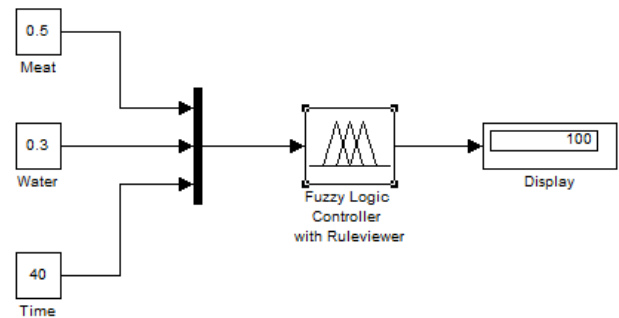 0.5
Meat
0.3
Water
40
Time
Fuzzy Logic
Controller
with Ruleviewer
100
Display